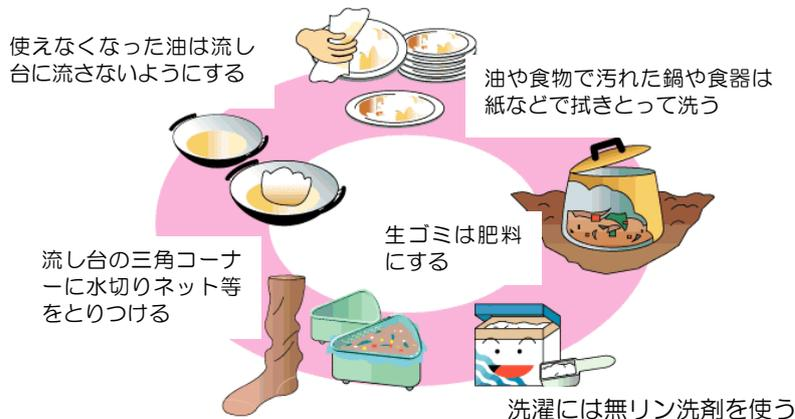 使えなくなった油は流し
台に流さないようにする
油や食物で汚れた鍋や食器は
紙などで拭きとって洗う
生ゴミは肥料
にする
流し台の三角コーナ
ーに水切りネット等
をとりつける
洗濯には無リン洗剤を使う